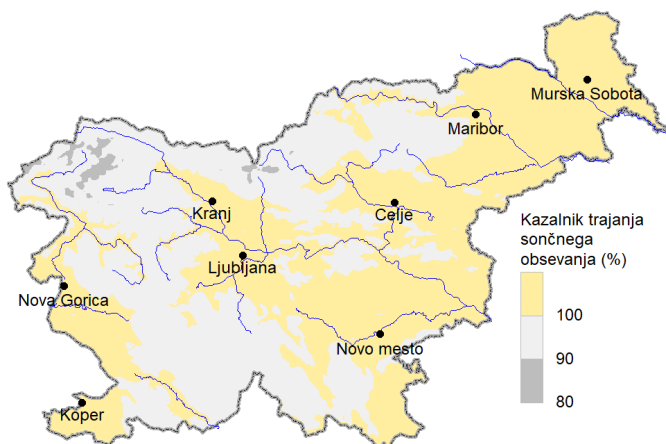 Murska Sobota
Maribor
Kranj
Celje
Kazalnik trajanja
sončnega
obsevanja (%)
Ljubljana
Nova Gorica
100
Novo mesto
90
80
Koper